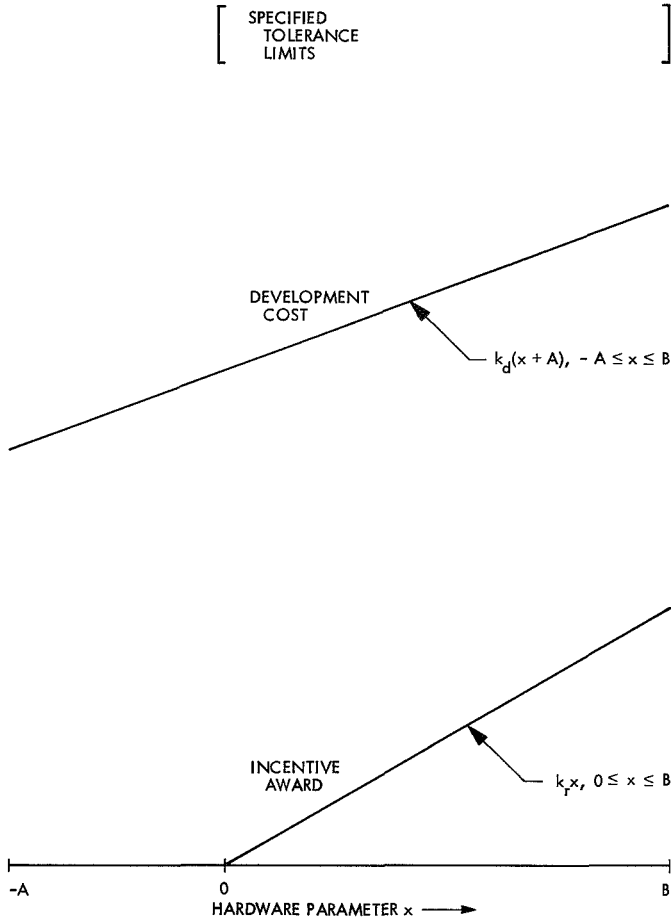 SPECIFIED
TOLERANCE
LIMITS
DEVELOPMENT
COST
k_d(x + A), - A ≤ x ≤ B
INCENTIVE
AWARD
k_r x, 0 ≤ x ≤ B
-A 0 B
HARDWARE PARAMETER x